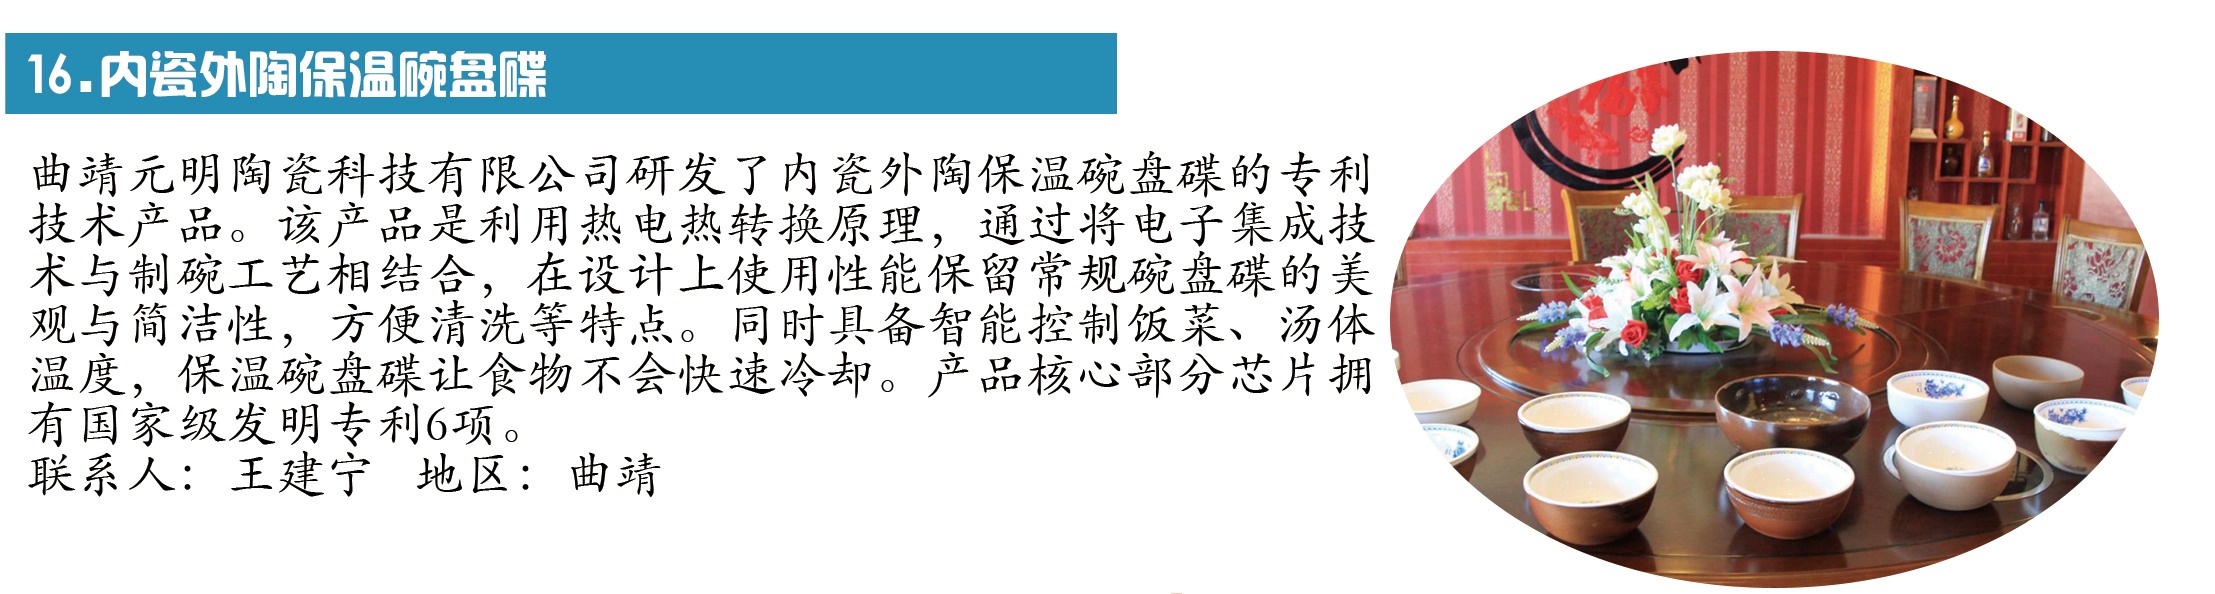 16.内瓷外陶保温碗盘碟
曲靖元明陶瓷科技有限公司研发了内瓷外陶保温碗盘碟的专利
技术产品。该产品是利用热电热转换原理，通过将电子集成技
术与制碗工艺相结合，在设计上使用性能保留常规碗盘碟的美
观与简洁性，方便清洗等特点。同时具备智能控制饭菜、汤体
温度，保温碗盘碟让食物不会快速冷却。产品核心部分芯片拥
有国家级发明专利6项。
联系人：王建宁 地区：曲靖